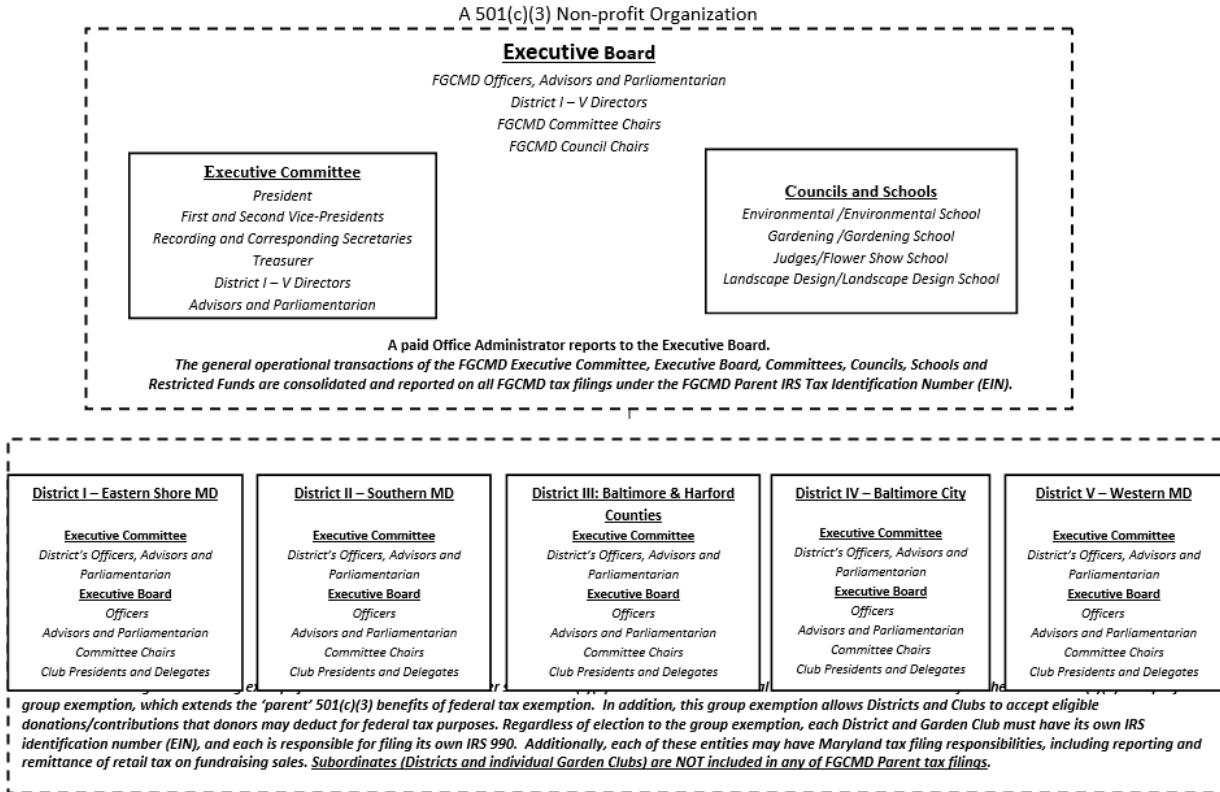 A 501(c)(3) Non-profit Organization
Executive Board
FGCMD Officers, Advisors and Parliamentarian
District I – V Directors
FGCMD Committee Chairs
FGCMD Council Chairs
Executive Committee
President
First and Second Vice-Presidents
Recording and Corresponding Secretaries
Treasurer
District I – V Directors
Advisors and Parliamentarian
Councils and Schools
Environmental /Environmental School
Gardening /Gardening School
Judges/Flower Show School
Landscape Design/Landscape Design School
A paid Office Administrator reports to the Executive Board.
The general operational transactions of the FGCMD Executive Committee, Executive Board, Committees, Councils, Schools and
Restricted Funds are consolidated and reported on all FGCMD tax filings under the FGCMD Parent IRS Tax Identification Number (EIN).
District I – Eastern Shore MD
Executive Committee
District's Officers, Advisors and
Parliamentarian
Executive Board
Officers
Advisors and Parliamentarian
Committee Chairs
Club Presidents and Delegates
District II – Southern MD
Executive Committee
District's Officers, Advisors and
Parliamentarian
Executive Board
Officers
Advisors and Parliamentarian
Committee Chairs
Club Presidents and Delegates
District III: Baltimore & Harford
Counties
Executive Committee
District's Officers, Advisors and
Parliamentarian
Executive Board
Officers
Advisors and Parliamentarian
Committee Chairs
Club Presidents and Delegates
District IV – Baltimore City
Executive Committee
District's Officers, Advisors and
Parliamentarian
Executive Board
Officers
Advisors and Parliamentarian
Committee Chairs
Club Presidents and Delegates
District V – Western MD
Executive Committee
District's Officers, Advisors and
Parliamentarian
Executive Board
Officers
Advisors and Parliamentarian
Committee Chairs
Club Presidents and Delegates
group exemption, which extends the 'parent' 501(c)(3) benefits of federal tax exemption. In addition, this group exemption allows Districts and Clubs to accept eligible
donations/contributions that donors may deduct for federal tax purposes. Regardless of election to the group exemption, each District and Garden Club must have its own IRS
identification number (EIN), and each is responsible for filing its own IRS 990. Additionally, each of these entities may have Maryland tax filing responsibilities, including reporting and
remittance of retail tax on fundraising sales. Subordinates (Districts and individual Garden Clubs) are NOT included in any of FGCMD Parent tax filings.